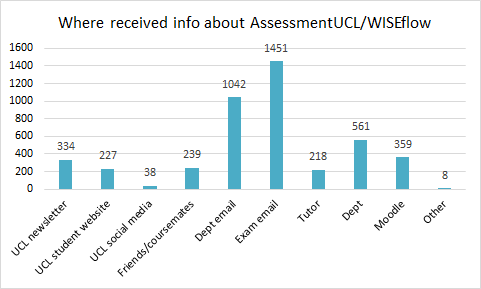 Where received info about AssessmentUCL/WISEflow
1600
1400
1200
1000
800
600
400
200
0
334
227
38
239
1042
1451
218
561
359
8
UCL newsletter
UCL student website
UCL social media
Friends/coursemates
Dept email
Exam email
Tutor
Dept
Moodle
Other